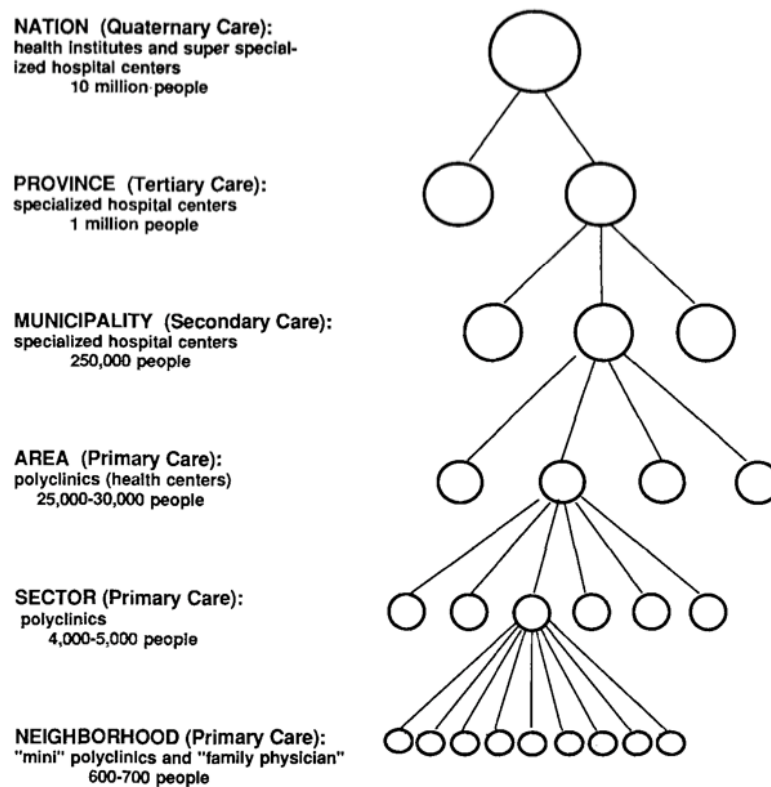 NATION (Quaternary Care):
health institutes and super special-
ized hospital centers
10 million people
PROVINCE (Tertiary Care):
specialized hospital centers
1 million people
MUNICIPALITY (Secondary Care):
specialized hospital centers
250,000 people
AREA (Primary Care):
polyclinics (health centers)
25,000-30,000 people
SECTOR (Primary Care):
polyclinics
4,000-5,000 people
NEIGHBORHOOD (Primary Care):
"mini" polyclinics and "family physician"
600-700 people